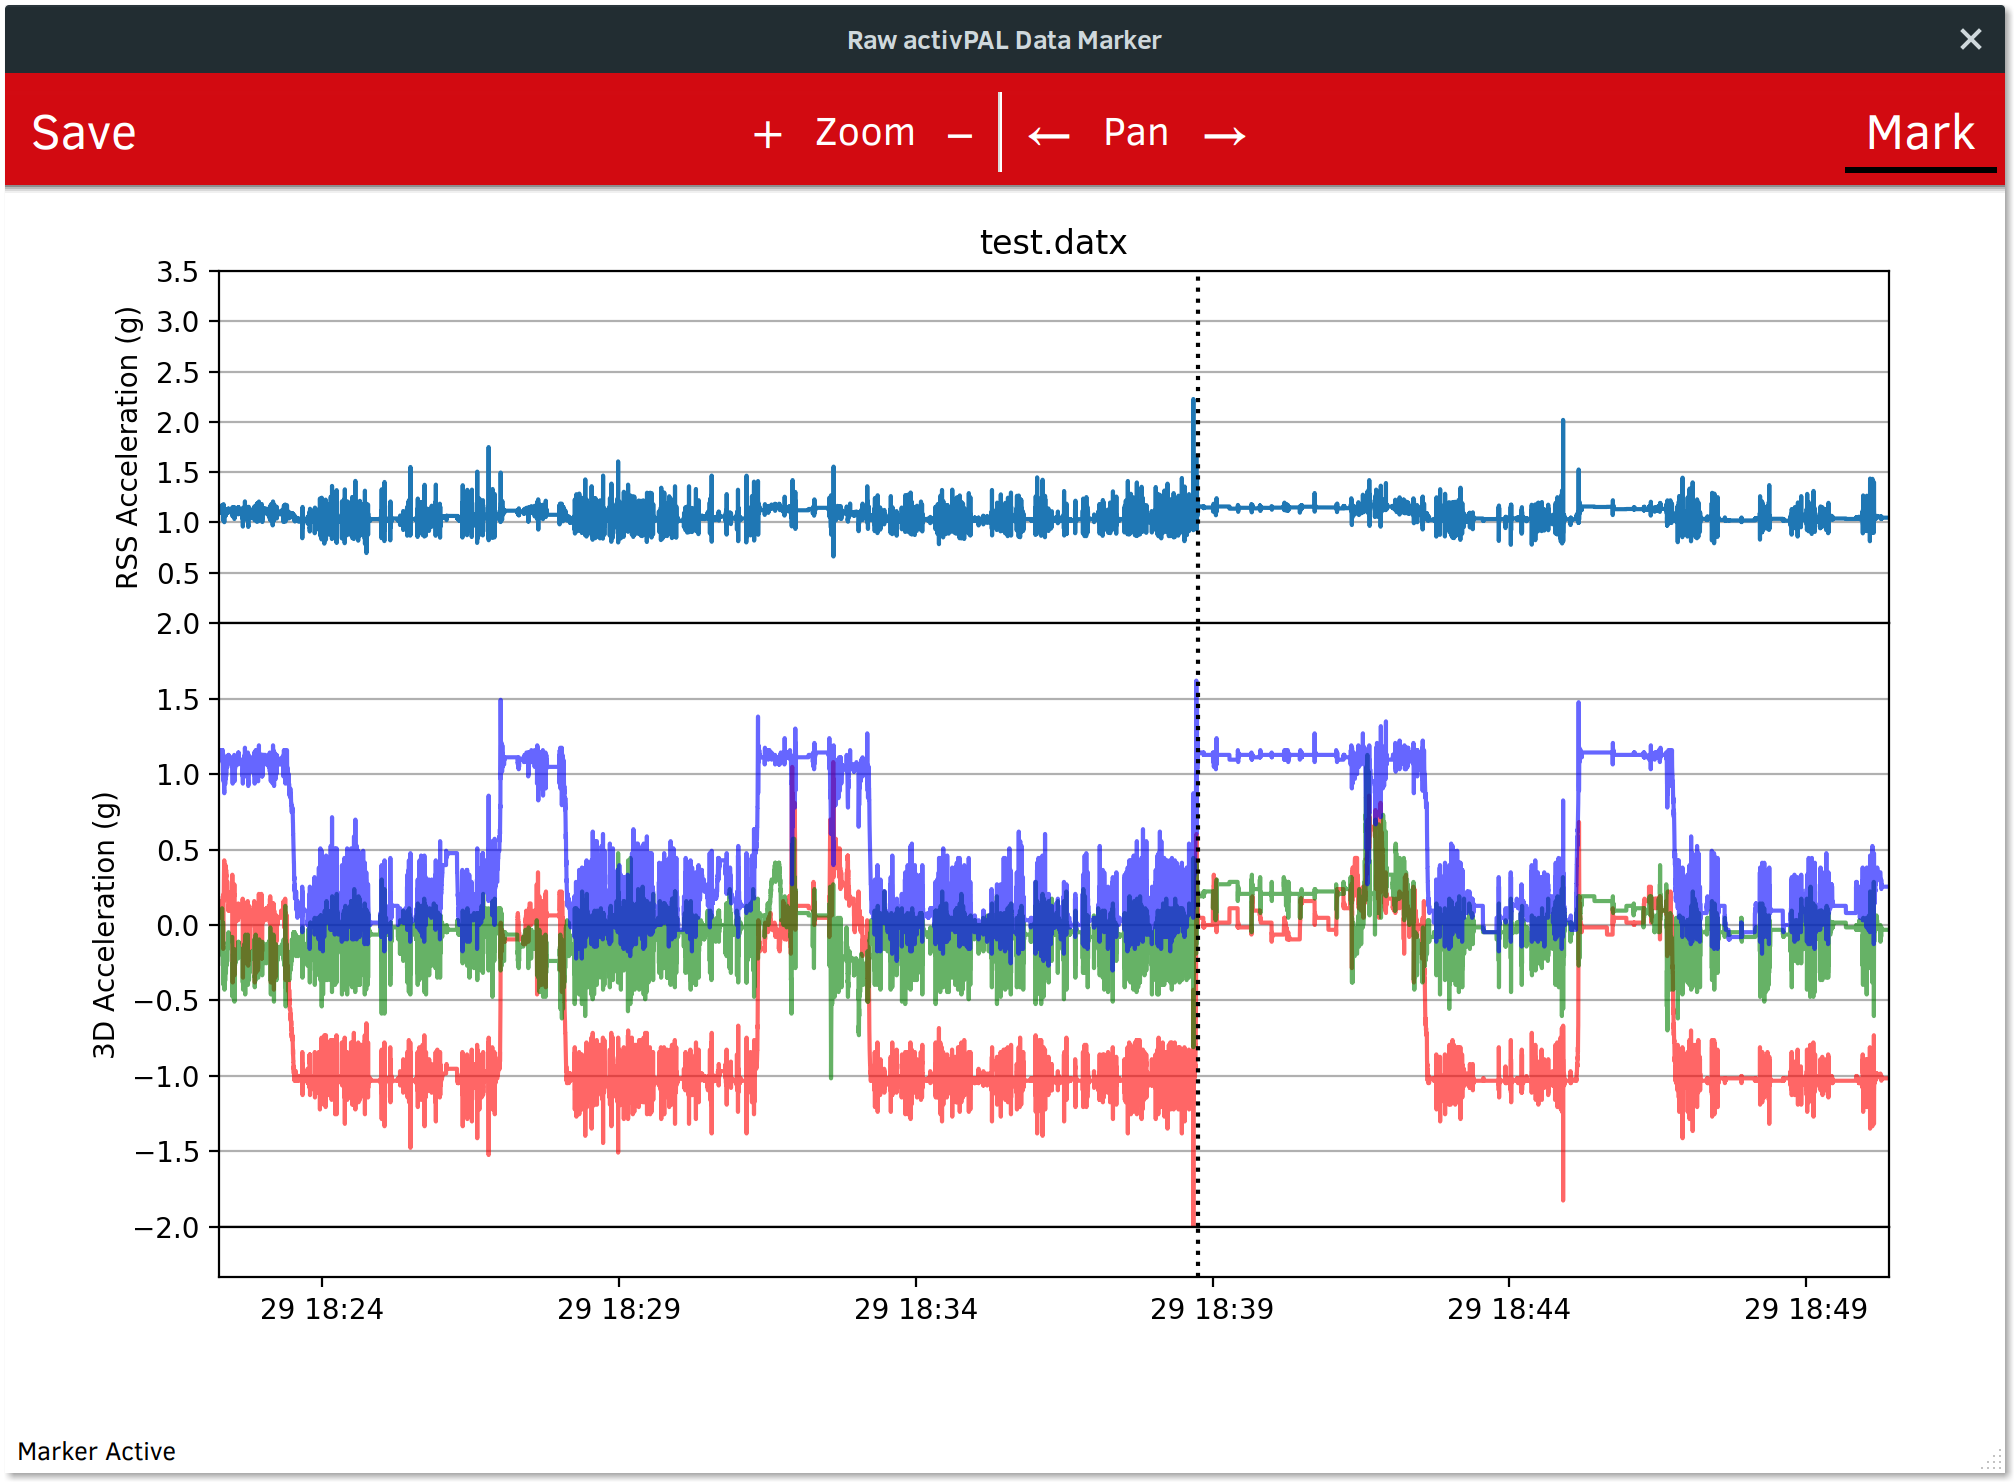 Raw activPAL Data Marker
Save + Zoom − ← Pan → Mark
test.datx
3.5
3.0
2.5
2.0
1.5
1.0
0.5
RSS Acceleration (g)
2.0
1.5
1.0
0.5
0.0
−0.5
−1.0
−1.5
−2.0
3D Acceleration (g)
29 18:24 29 18:29 29 18:34 29 18:39 29 18:44 29 18:49
Marker Active